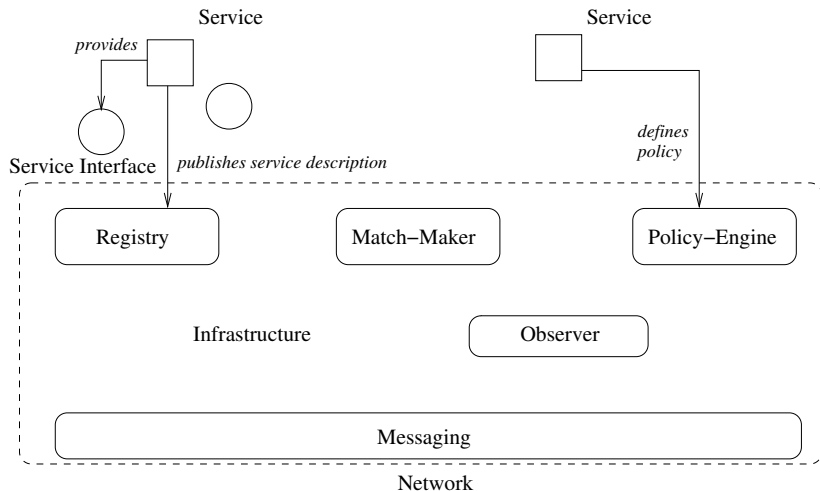 Service
Service
provides
defines
policy
Service Interface
publishes service description
Registry
Match−Maker
Policy−Engine
Infrastructure
Observer
Messaging
Network